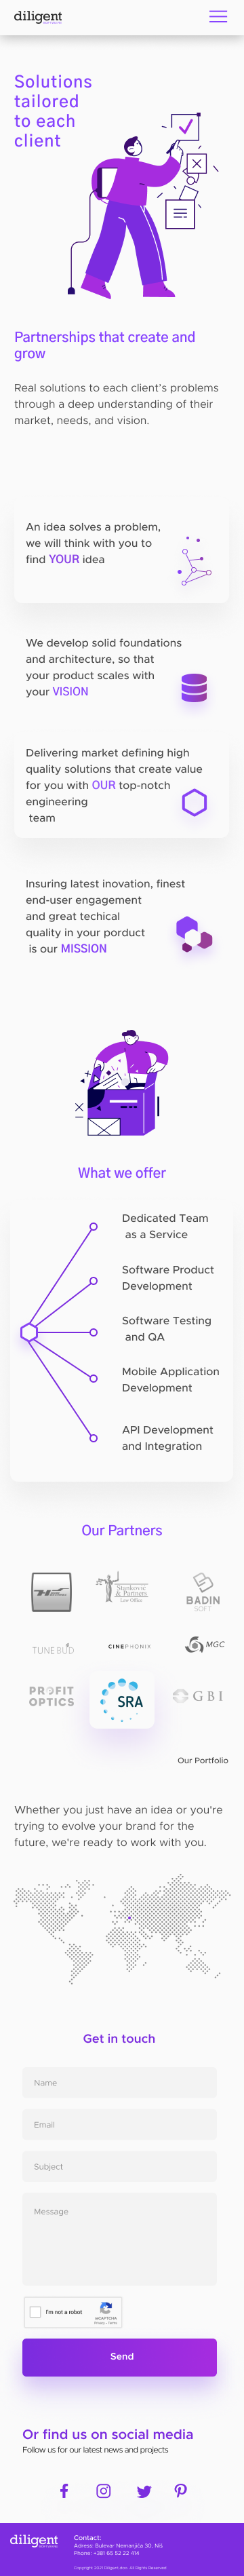 diligent
Solutions
tailored
to each
client
Partnerships that create and
grow
Real solutions to each client's problems
through a deep understanding of their
market, needs, and vision.
An idea solves a problem,
we will think with you to
find YOUR idea
We develop solid foundations
and architecture, so that
your product scales with
your VISION
Delivering market defining high
quality solutions that create value
for you with OUR top-notch
engineering
team
Insuring latest inovation, finest
end-user engagement
and great techical
quality in your porduct
is our MISSION
What we offer
Dedicated Team
as a Service
Software Product
Development
Software Testing
and QA
Mobile Application
Development
API Development
and Integration
Our Partners
Stanković
& Partners
Law Office
BADIN
SOFT
TUNE BUD
CINEPHONIX
MGC
PROFIT
OPTICS
SRA
GBI
Our Portfolio
Whether you just have an idea or you're
trying to evolve your brand for the
future, we're ready to work with you.
Get in touch
Name
Email
Subject
Message
I'm not a robot
reCAPTCHA
Privacy - Terms
Send
Or find us on social media
Follow us for our latest news and projects
diligent
Contact:
Adress: Bulevar Nemanjića 30, Niš
Phone: +381 65 52 22 414
Copyright 2021 Diligent.doo. All Rights Reserved